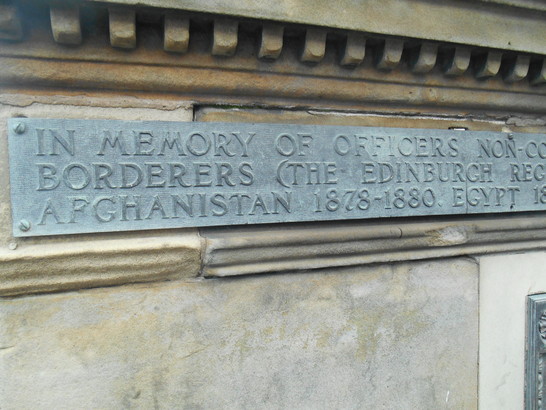 IN MEMORY OF OFFICERS NON-CO
BORDERERS (THE EDINBURGH REG
AFGHANISTAN 1878-1880. EGYPT 18